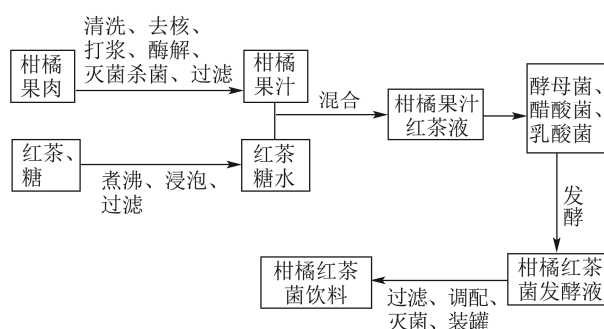 柑橘
果肉
清洗、去核、
打浆、酶解、
灭菌杀菌、过滤
柑橘
果汁
混合
柑橘果汁
红茶液
酵母菌、
醋酸菌、
乳酸菌
红茶、
糖
煮沸、浸泡、
过滤
红茶
糖水
发
酵
柑橘红茶
菌发酵液
过滤、调配、
灭菌、装罐
柑橘红茶
菌饮料